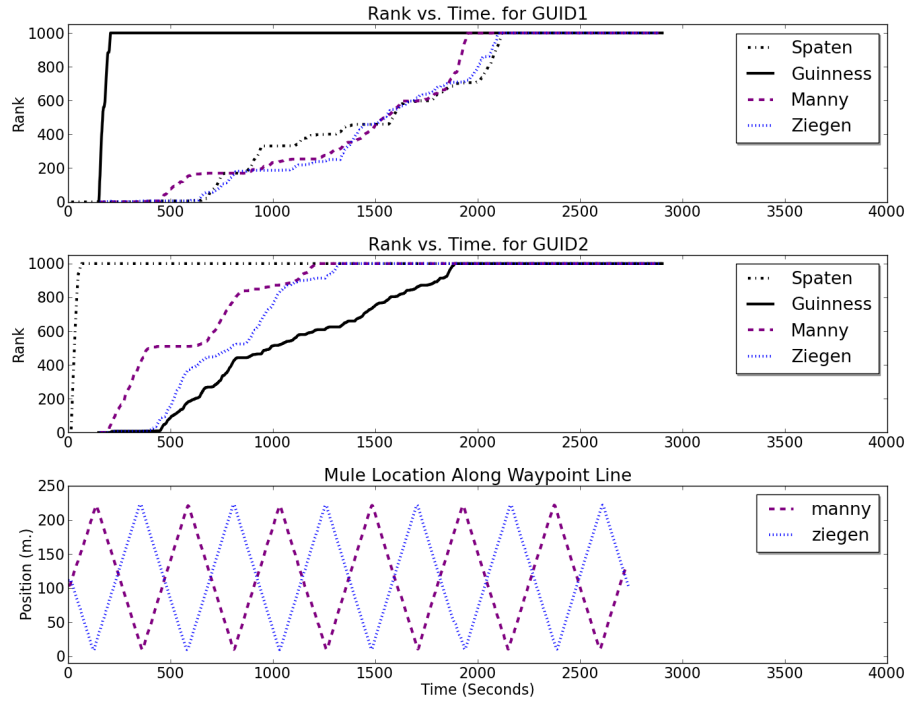 Rank vs. Time. for GUID1
1000
800
600
400
200
0
Rank
0 500 1000 1500 2000 2500 3000 3500 4000
Spaten
Guinness
Manny
Ziegen
Rank vs. Time. for GUID2
1000
800
600
400
200
0
Rank
0 500 1000 1500 2000 2500 3000 3500 4000
Spaten
Guinness
Manny
Ziegen
Mule Location Along Waypoint Line
250
200
150
100
50
0
Position (m.)
0 500 1000 1500 2000 2500 3000 3500 4000
Time (Seconds)
manny
ziegen